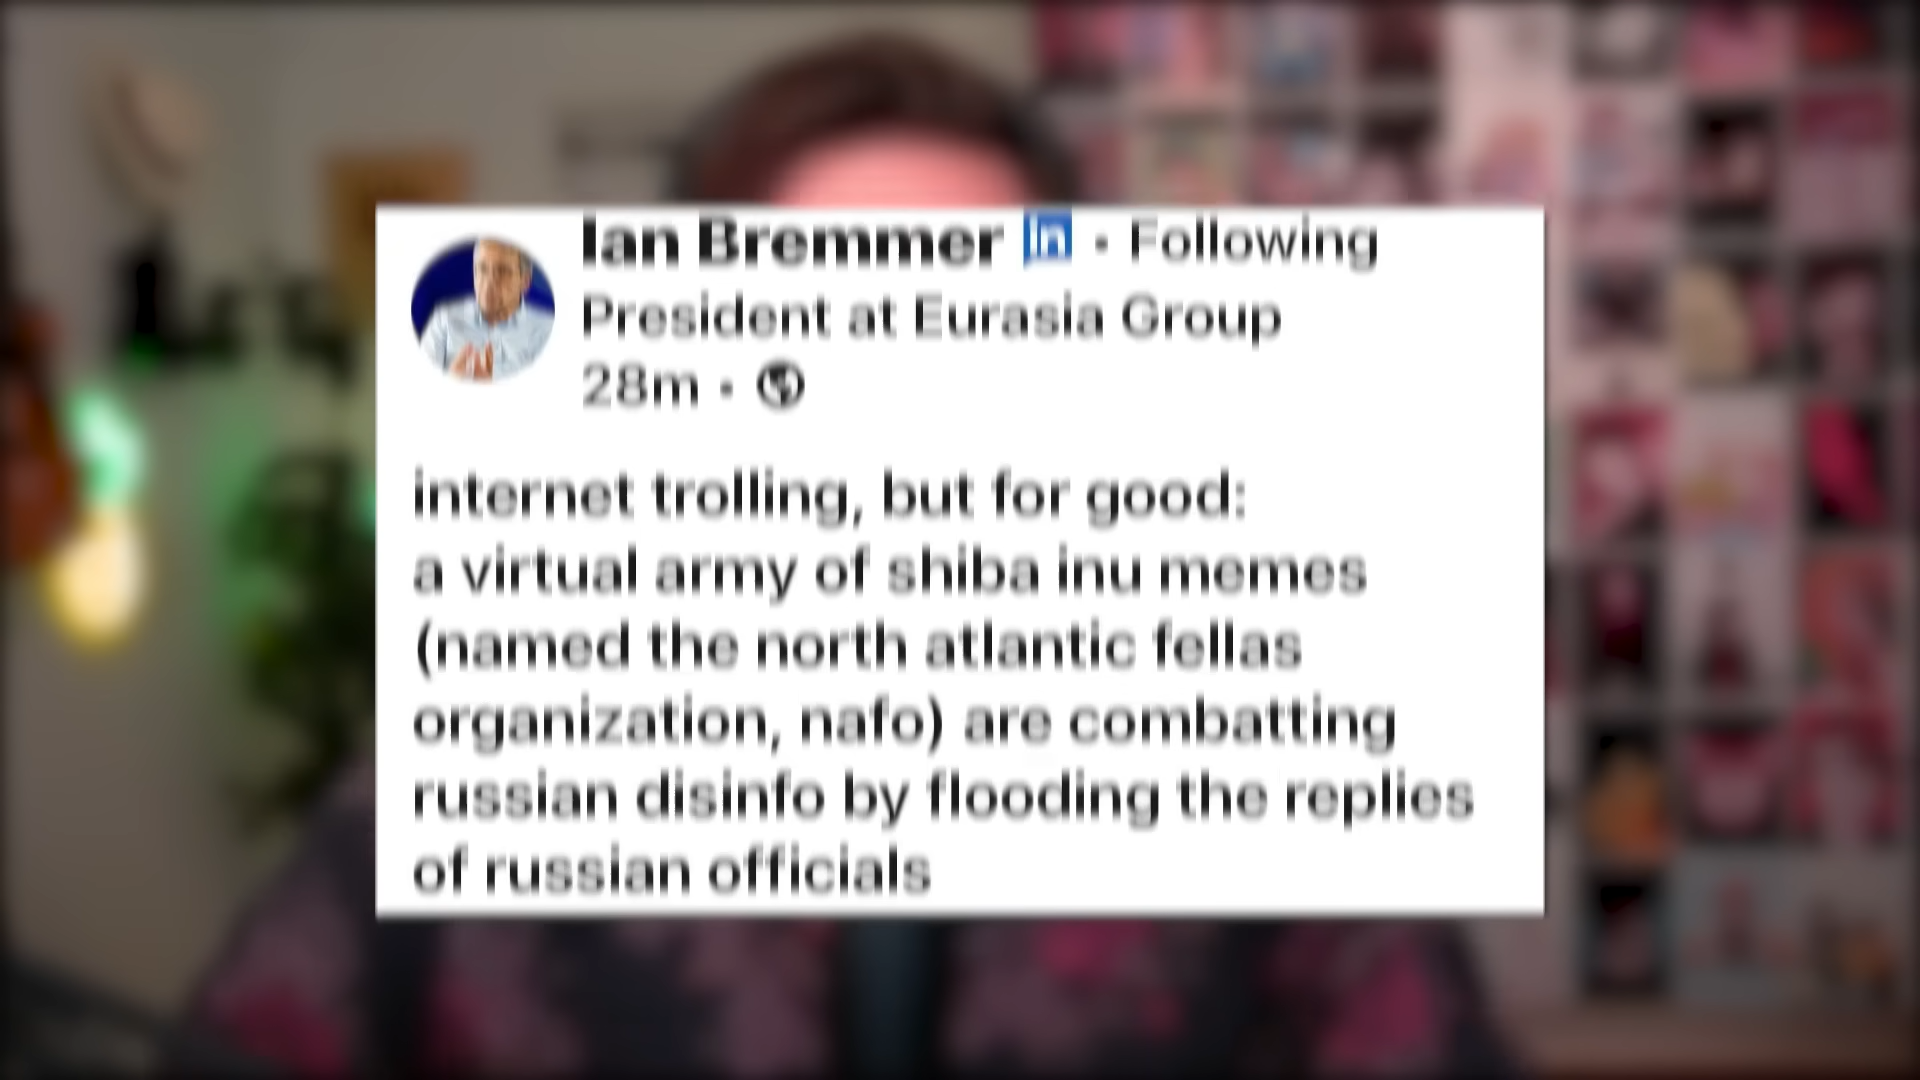 Ian Bremmer in · Following
President at Eurasia Group
28m ·
internet trolling, but for good:
a virtual army of shiba inu memes
(named the north atlantic fellas
organization, nafo) are combatting
russian disinfo by flooding the replies
of russian officials